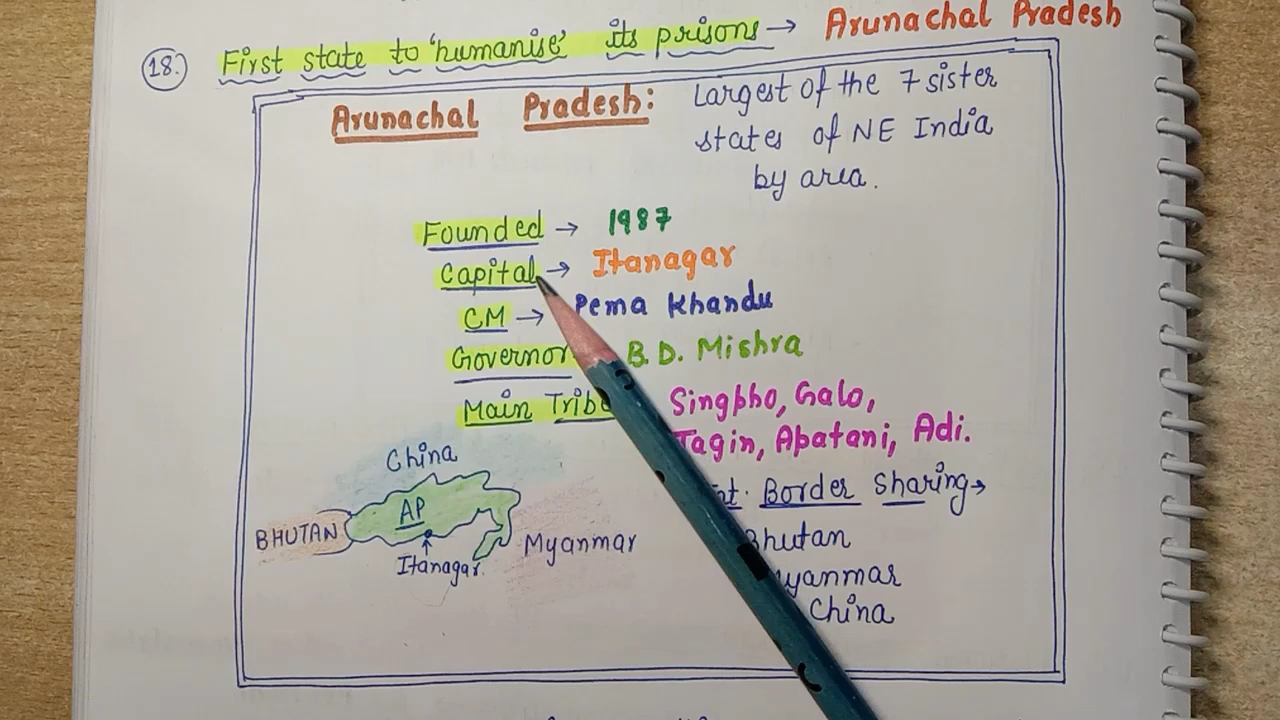 18. First state to 'humanise' its prisons → Arunachal Pradesh
Arunachal Pradesh: Largest of the 7 sister
states of NE India
by area.
Founded → 1987
Capital → Itanagar
CM → Pema Khandu
Governor B. D. Mishra
Main Singpho, Galo,
Tagin, Apatani, Adi.
Border Sharing →
Bhutan
China
China
AP
BHUTAN
Myanmar
Itanagar.